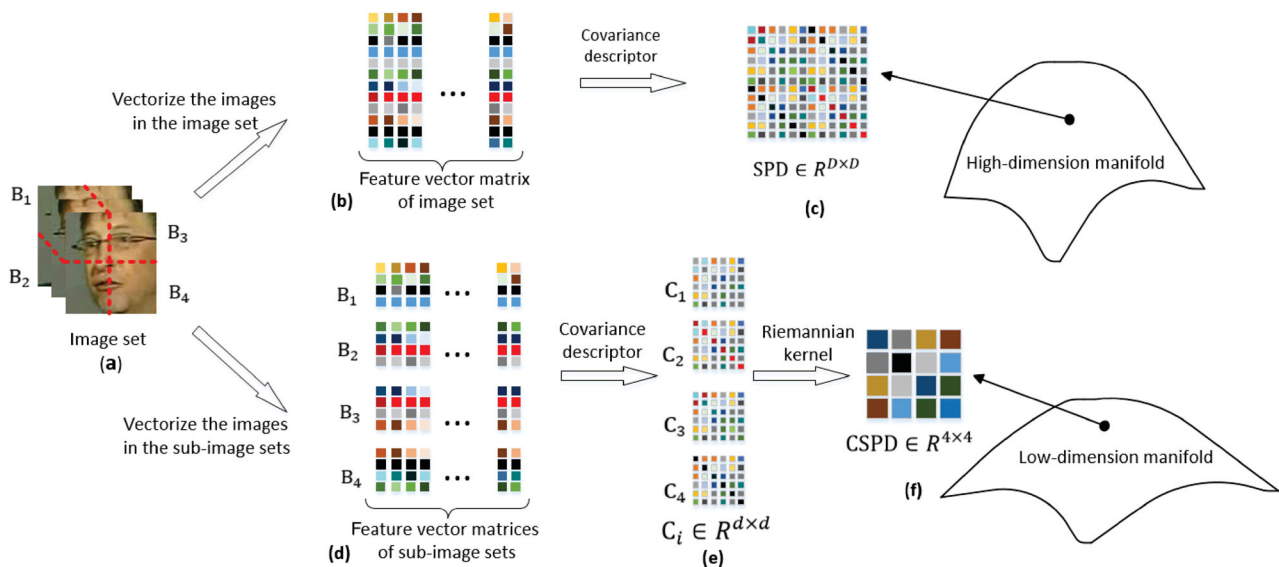 Vectorize the images
in the image set
B1
B2
B3
B4
Image set
(a)
Vectorize the images
in the sub-image sets
...
Feature vector matrix
of image set
(b)
Covariance
descriptor
SPD ∈ R^{D×D}
(c)
High-dimension manifold
B1
...
B2
...
B3
...
B4
...
Feature vector matrices
of sub-image sets
(d)
Covariance
descriptor
C1
C2
C3
C4
C_i ∈ R^{d×d}
(e)
Riemannian
kernel
CSPD ∈ R^{4×4}
(f)
Low-dimension manifold